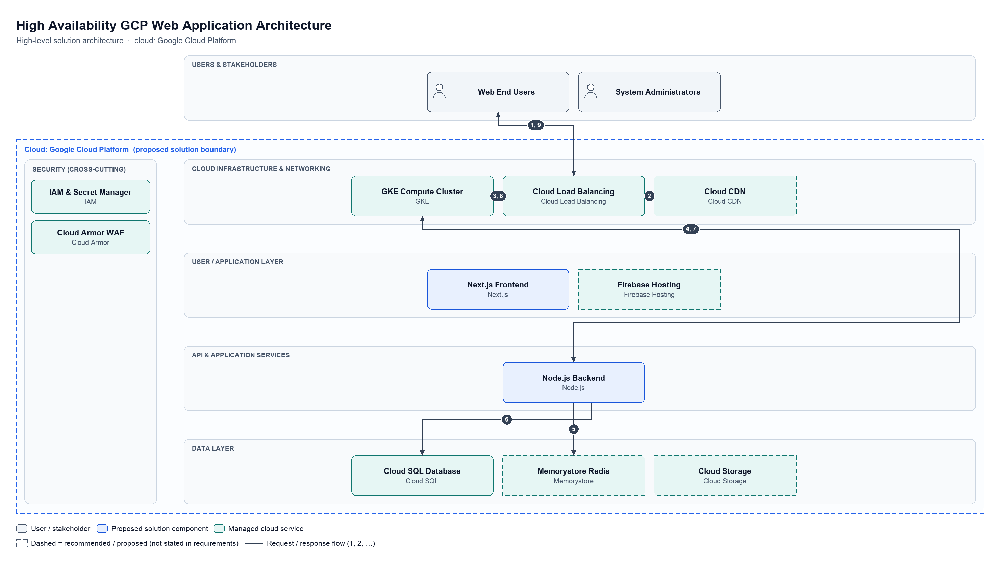 High Availability GCP Web Application Architecture
High-level solution architecture · cloud: Google Cloud Platform
USERS & STAKEHOLDERS
Web End Users
System Administrators
1, 9
Cloud: Google Cloud Platform (proposed solution boundary)
SECURITY (CROSS-CUTTING)
IAM & Secret Manager
IAM
Cloud Armor WAF
Cloud Armor
CLOUD INFRASTRUCTURE & NETWORKING
GKE Compute Cluster
GKE
3, 8
Cloud Load Balancing
Cloud Load Balancing
2
Cloud CDN
Cloud CDN
4, 7
USER / APPLICATION LAYER
Next.js Frontend
Next.js
Firebase Hosting
Firebase Hosting
API & APPLICATION SERVICES
Node.js Backend
Node.js
6
5
DATA LAYER
Cloud SQL Database
Cloud SQL
Memorystore Redis
Memorystore
Cloud Storage
Cloud Storage
User / stakeholder
Proposed solution component
Managed cloud service
Dashed = recommended / proposed (not stated in requirements)
Request / response flow (1, 2, …)